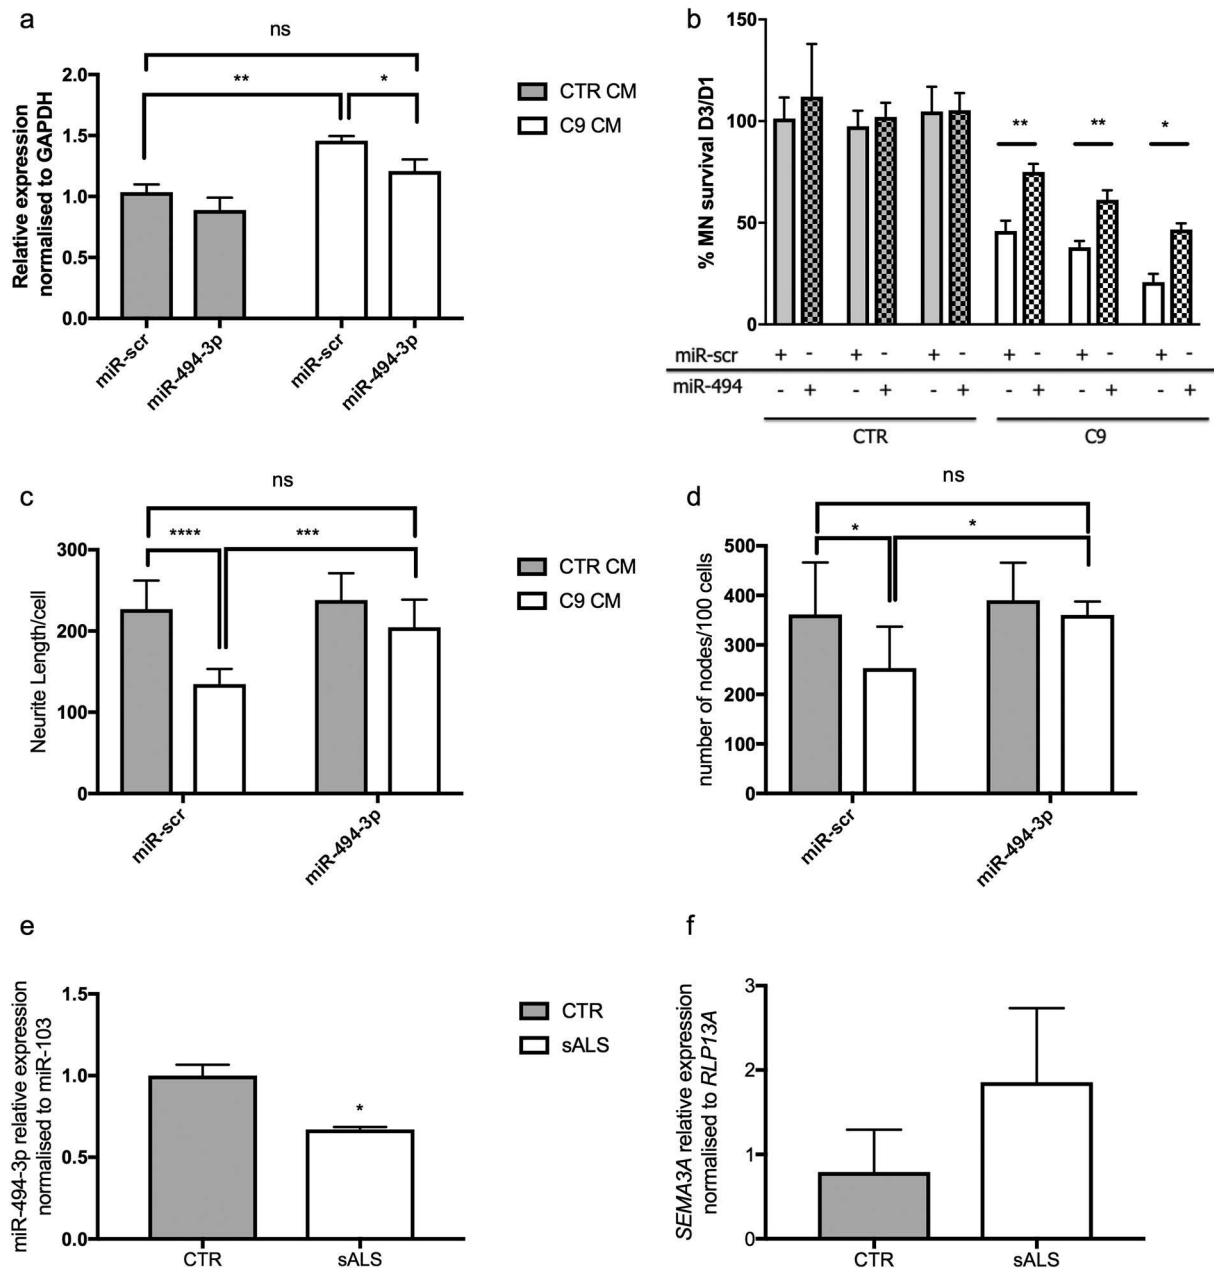 a
ns
**
*
Relative expression
normalised to GAPDH
2.0
1.5
1.0
0.5
0.0
miR-scr
miR-494-3p
miR-scr
miR-494-3p
CTR CM
C9 CM
b
% MN survival D3/D1
150
100
50
0
**
**
*
miR-scr + - + - + - + - + - + -
miR-494 - + - + - + - + - + - +
CTR C9
c
ns
****
***
Neurite Length/cell
300
200
100
0
miR-scr
miR-494-3p
CTR CM
C9 CM
d
ns
*
*
number of nodes/100 cells
500
400
300
200
100
0
miR-scr
miR-494-3p
e
miR-494-3p relative expression
normalised to miR-103
1.5
1.0
0.5
0.0
*
CTR
sALS
CTR
sALS
f
SEMA3A relative expression
normalised to RLP13A
3
2
1
0
CTR
sALS